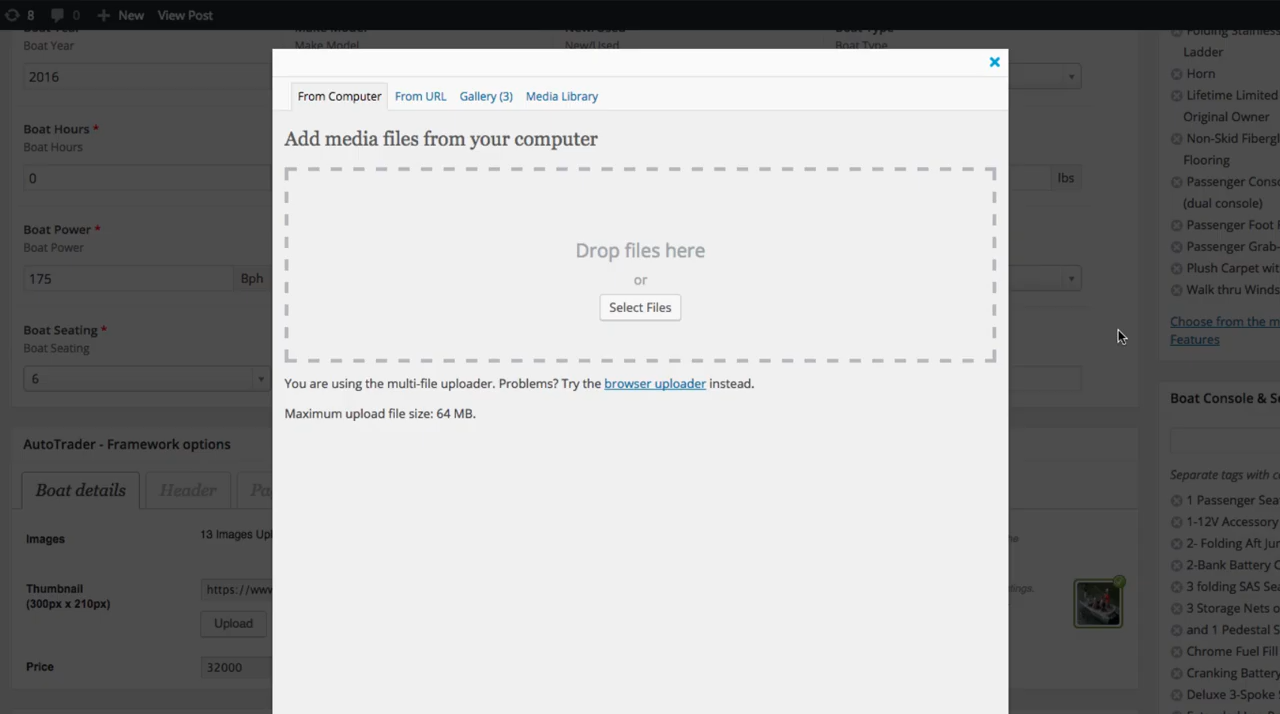 8 0 New View Post
Boat Year
2016
Boat Hours *
Boat Hours
0
Boat Power *
Boat Power
175 Bph
Boat Seating *
Boat Seating
6
Make Model
New/Used
Boat Type
lbs
From Computer From URL Gallery (3) Media Library
Add media files from your computer
Drop files here
or
Select Files
You are using the multi-file uploader. Problems? Try the browser uploader instead.
Maximum upload file size: 64 MB.
AutoTrader - Framework options
Boat details Header
Images 13 Images Upl
Thumbnail
(300px x 210px)
https://www
Upload
Price 32000
Ladder
Horn
Lifetime Limited
Original Owner
Non-Skid Fibergl
Flooring
Passenger Conso
(dual console)
Passenger Foot
Passenger Grab-
Plush Carpet wit
Walk thru Winds
Choose from the m
Features
Boat Console & Se
Separate tags with c
1 Passenger Sea
1-12V Accessory
2- Folding Aft Ju
2-Bank Battery C
3 folding SAS Sea
3 Storage Nets o
and 1 Pedestal S
Chrome Fuel Fill
Cranking Battery
Deluxe 3-Spoke